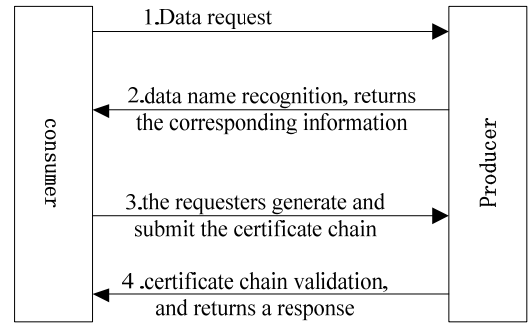 1.Data request
2.data name recognition, returns
the corresponding information
consumer
Producer
3.the requesters generate and
submit the certificate chain
4 .certificate chain validation,
and returns a response